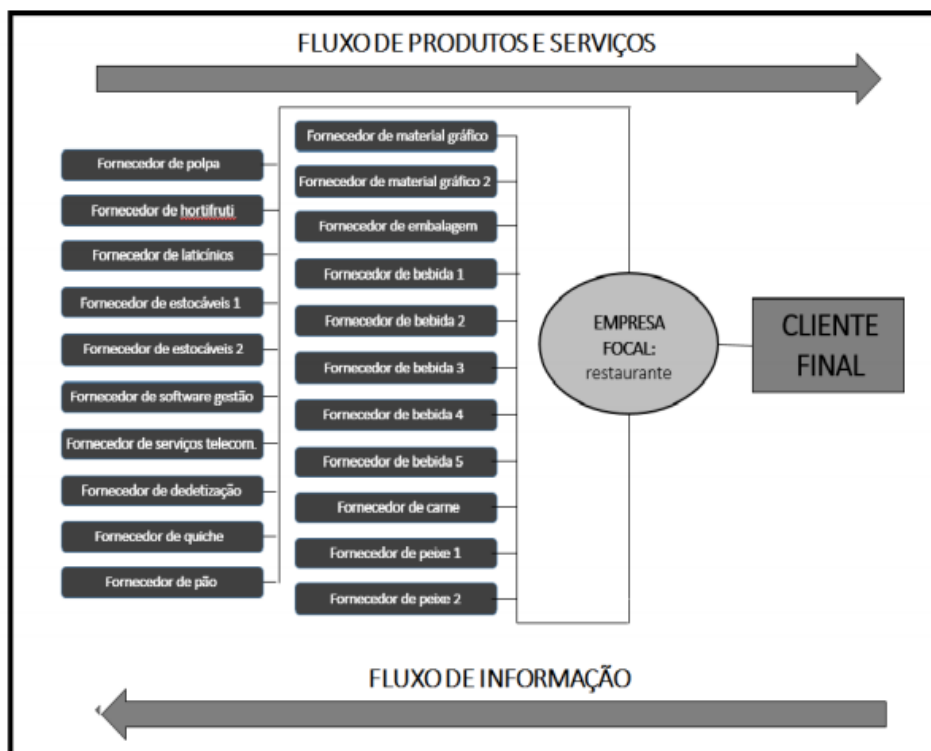 FLUXO DE PRODUTOS E SERVIÇOS
Fornecedor de polpa
Fornecedor de hortifruti
Fornecedor de laticínios
Fornecedor de estocáveis 1
Fornecedor de estocáveis 2
Fornecedor de software gestão
Fornecedor de serviços telecom.
Fornecedor de dedetização
Fornecedor de quiche
Fornecedor de pão
Fornecedor de material gráfico
Fornecedor de material gráfico 2
Fornecedor de embalagem
Fornecedor de bebida 1
Fornecedor de bebida 2
Fornecedor de bebida 3
Fornecedor de bebida 4
Fornecedor de bebida 5
Fornecedor de carne
Fornecedor de peixe 1
Fornecedor de peixe 2
EMPRESA
FOCAL:
restaurante
CLIENTE
FINAL
FLUXO DE INFORMAÇÃO